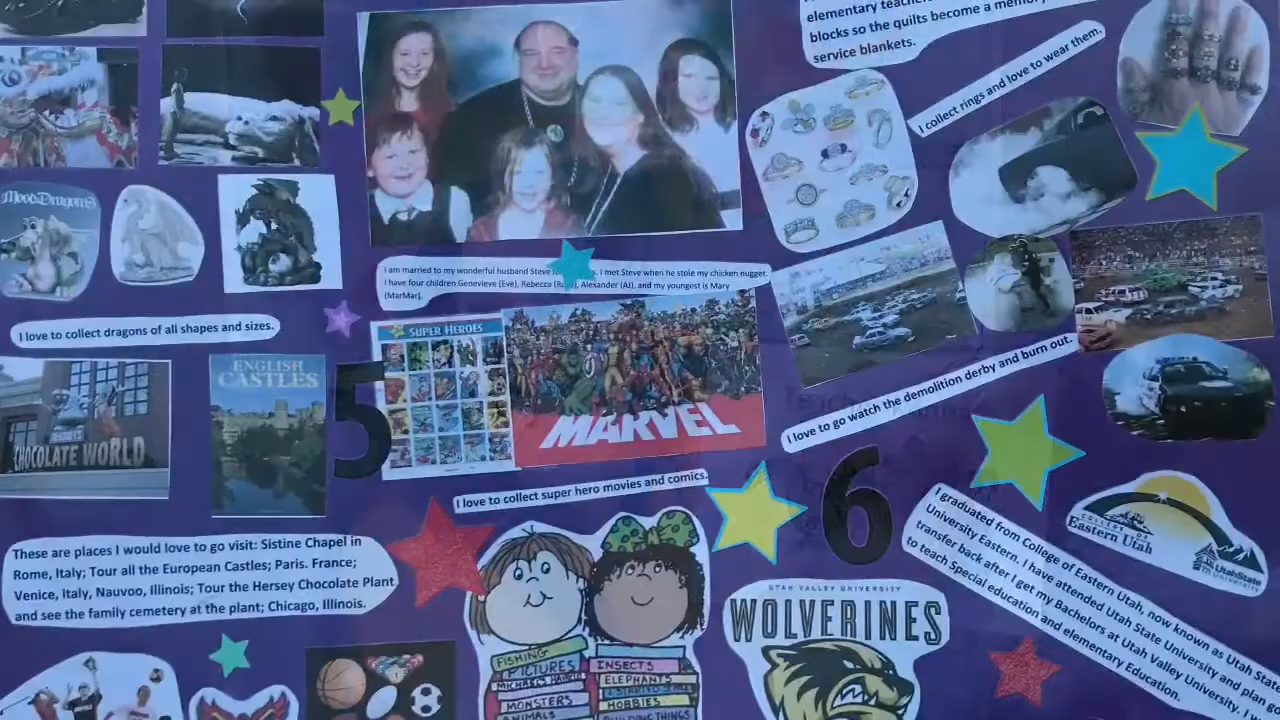 elementary teachers
blocks so the quilts become a memory
service blankets.
I collect rings and love to wear them.
Mood Dragons
I am married to my wonderful husband Steve I met Steve when he stole my chicken nugget.
I have four children Genevieve (Eve), Rebecca Alexander (AJ), and my youngest is Mary
(MarMar).
I love to collect dragons of all shapes and sizes.
SUPER HEROES
MARVEL
ENGLISH
CASTLES
CHOCOLATE WORLD
5
I love to go watch the demolition derby and burn out.
I love to collect super hero movies and comics.
6
These are places I would love to go visit: Sistine Chapel in
Rome, Italy; Tour all the European Castles; Paris. France;
Venice, Italy, Nauvoo, Illinois; Tour the Hersey Chocolate Plant
and see the family cemetery at the plant; Chicago, Illinois.
I graduated from College of Eastern Utah, now known as Utah State
University Eastern. I have attended Utah State University and plan go
transfer back after I get my Bachelors at Utah Valley University. I w
to teach Special education and elementary Education.
COLLEGE OF
Eastern Utah
UtahState
UNIVERSITY
UTAH VALLEY UNIVERSITY
WOLVERINES
FISHING
PICTURES
MONSTERS
ANIMALS
INSECTS
ELEPHANTS
HOBBIES
BUILDING THINGS